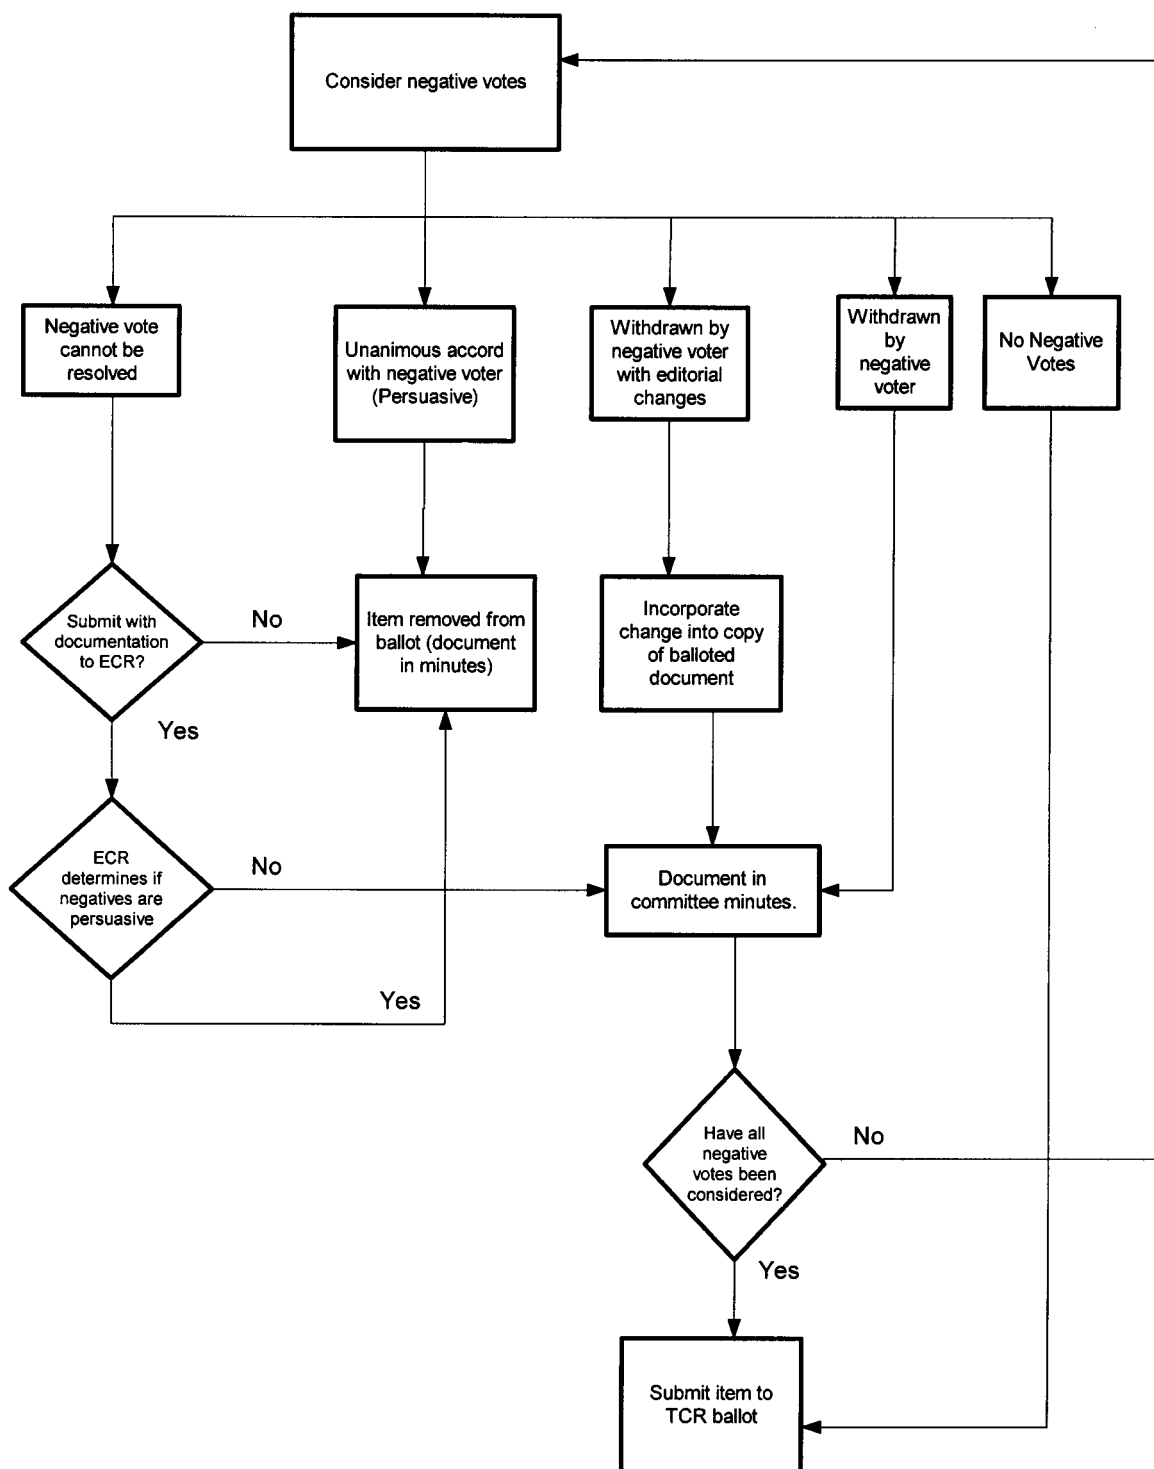 Consider negative votes
Negative vote
cannot be
resolved
Unanimous accord
with negative voter
(Persuasive)
Withdrawn by
negative voter
with editorial
changes
Withdrawn
by
negative
voter
No Negative
Votes
Submit with
documentation
to ECR?
No
Item removed from
ballot (document
in minutes)
Incorporate
change into copy
of balloted
document
Yes
ECR
determines if
negatives are
persuasive
No
Document in
committee minutes.
Yes
Have all
negative
votes been
considered?
No
Yes
Submit item to
TCR ballot